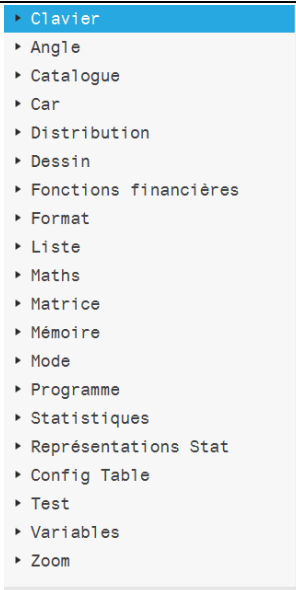 Clavier
Angle
Catalogue
Car
Distribution
Dessin
Fonctions financières
Format
Liste
Maths
Matrice
Mémoire
Mode
Programme
Statistiques
Représentations Stat
Config Table
Test
Variables
Zoom